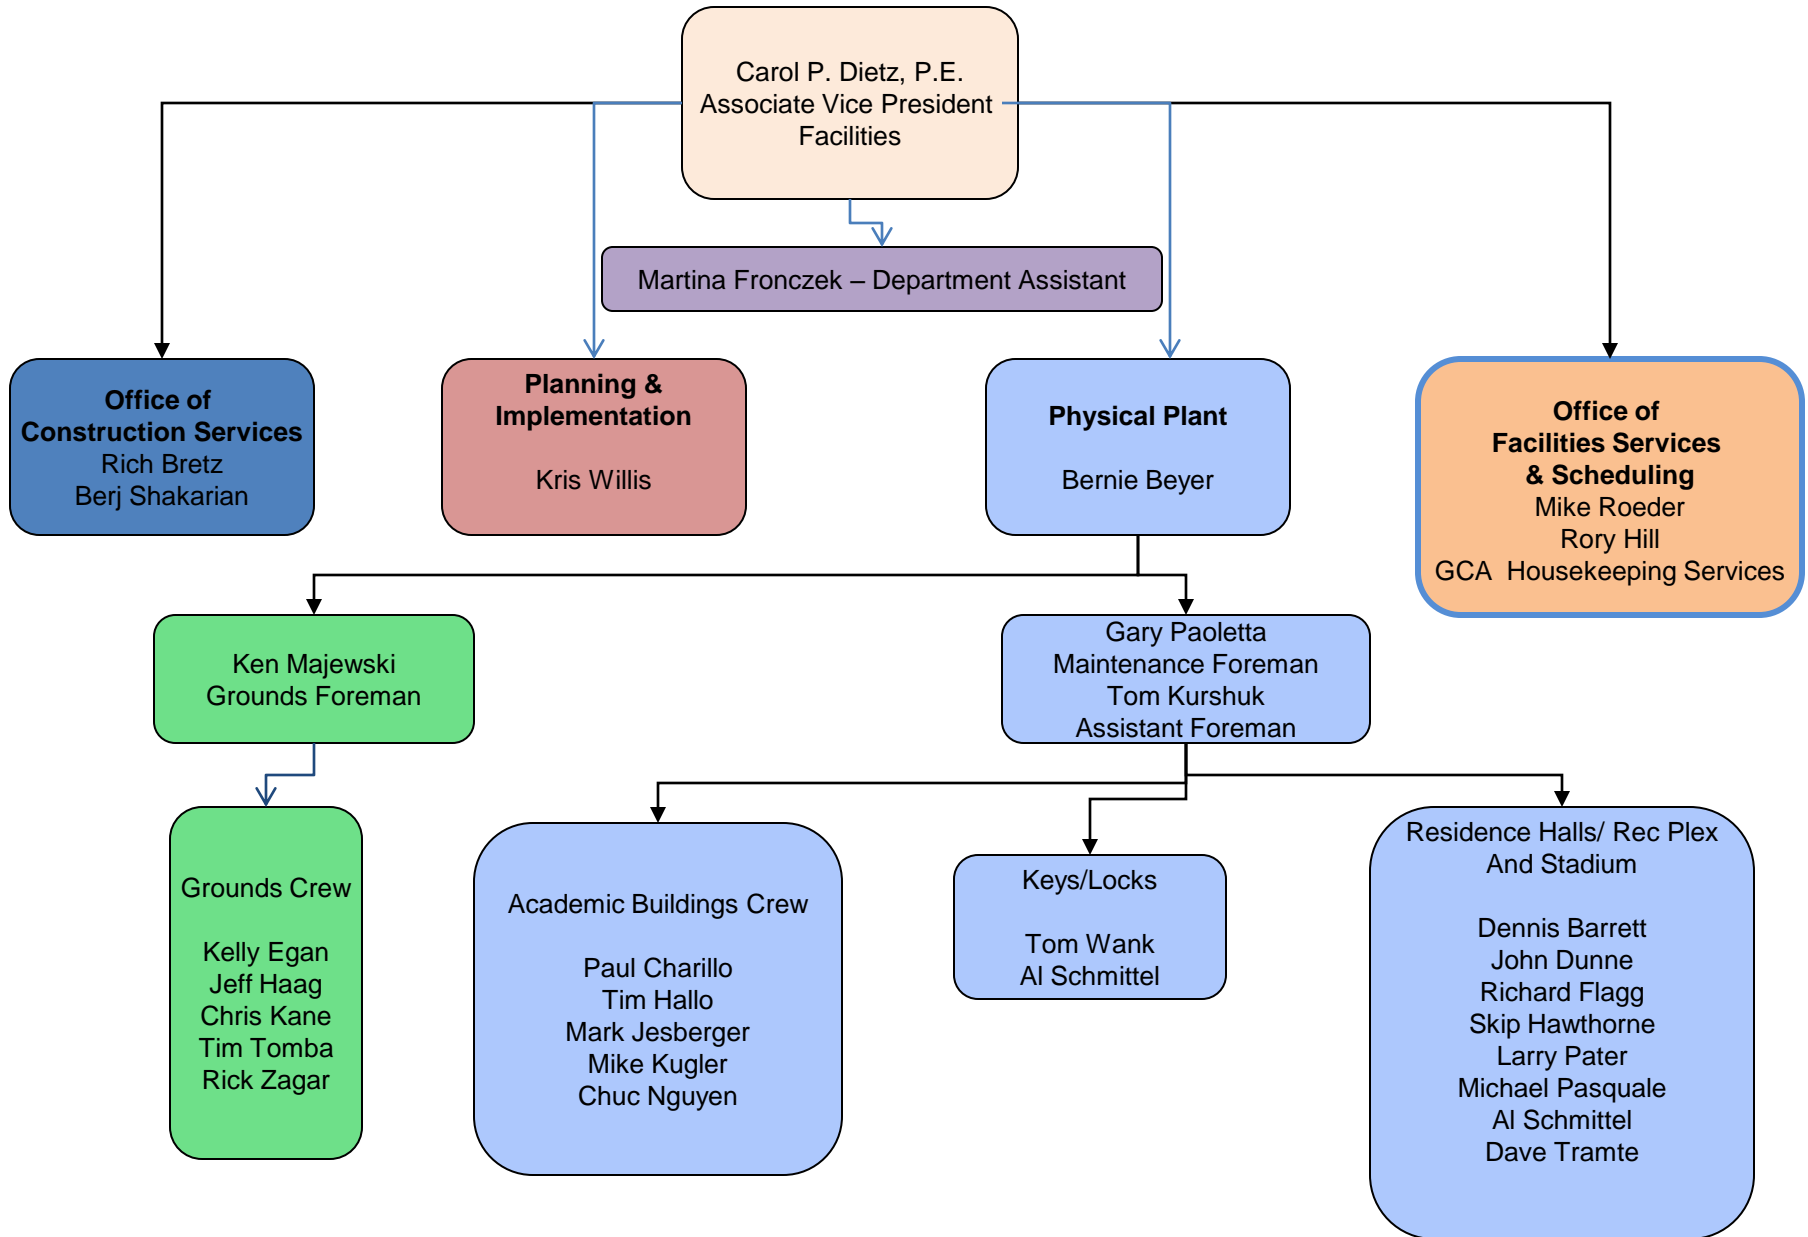 Carol P. Dietz, P.E.
Associate Vice President
Facilities
Martina Fronczek – Department Assistant
Office of
Construction Services
Rich Bretz
Berj Shakarian
Planning &
Implementation
Kris Willis
Physical Plant
Bernie Beyer
Office of
Facilities Services
& Scheduling
Mike Roeder
Rory Hill
GCA  Housekeeping Services
Ken Majewski
Grounds Foreman
Gary Paoletta
Maintenance Foreman
Tom Kurshuk
Assistant Foreman
Grounds Crew
Kelly Egan
Jeff Haag
Chris Kane
Tim Tomba
Rick Zagar
Academic Buildings Crew
Paul Charillo
Tim Hallo
Mark Jesberger
Mike Kugler
Chuc Nguyen
Keys/Locks
Tom Wank
Al Schmittel
Residence Halls/ Rec Plex
And Stadium
Dennis Barrett
John Dunne
Richard Flagg
Skip Hawthorne
Larry Pater
Michael Pasquale
Al Schmittel
Dave Tramte